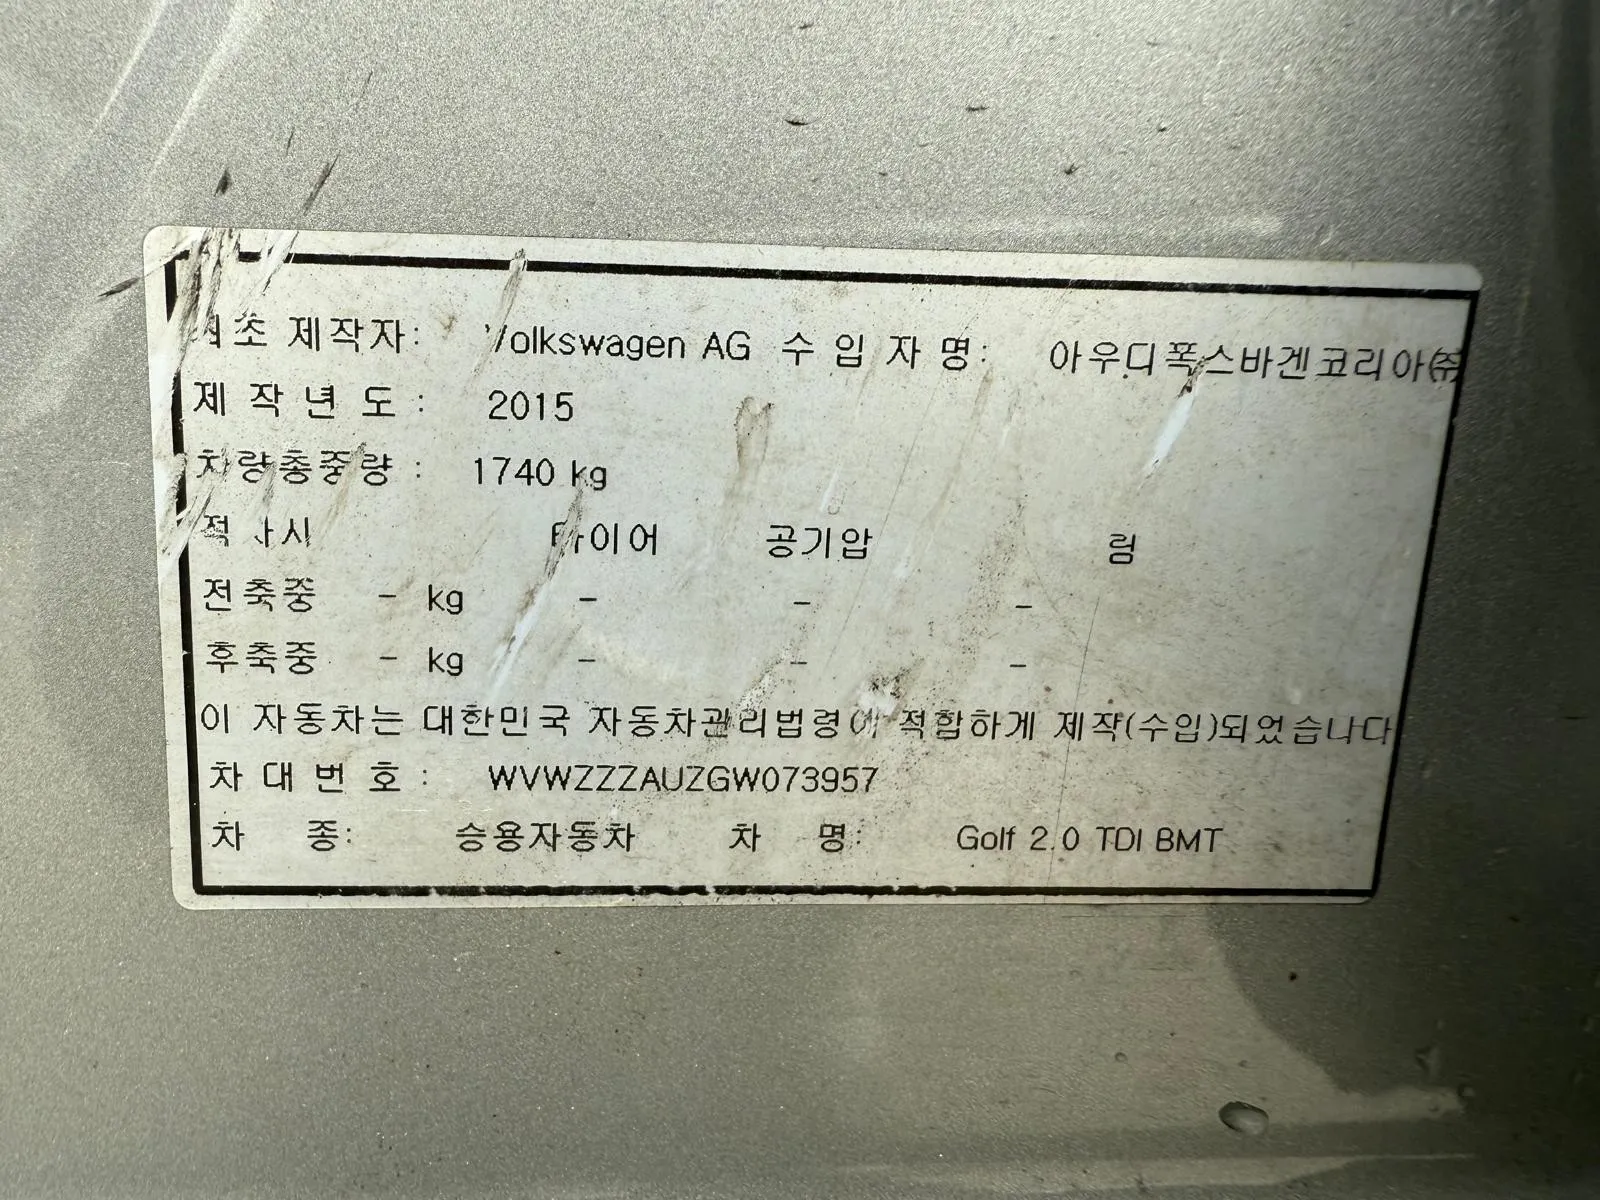 최초 제작자: Volkswagen AG 수 입 자 명: 아우디폭스바겐코리아㈜
제 작 년 도 : 2015
차량총중량 : 1740 kg
적차시 타이어 공기압 림
전축중 - kg - - -
후축중 - kg - - -
이 자동차는 대한민국 자동차관리법령에 적합하게 제작(수입)되었습니다
차 대 번 호 : WVWZZZAUZGW073957
차 종: 승용자동차 차 명: Golf 2.0 TDI BMT